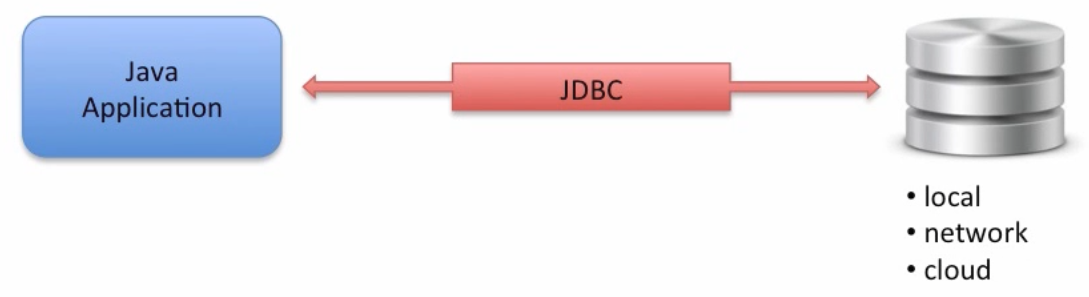 Java
Application
JDBC
• local
• network
• cloud